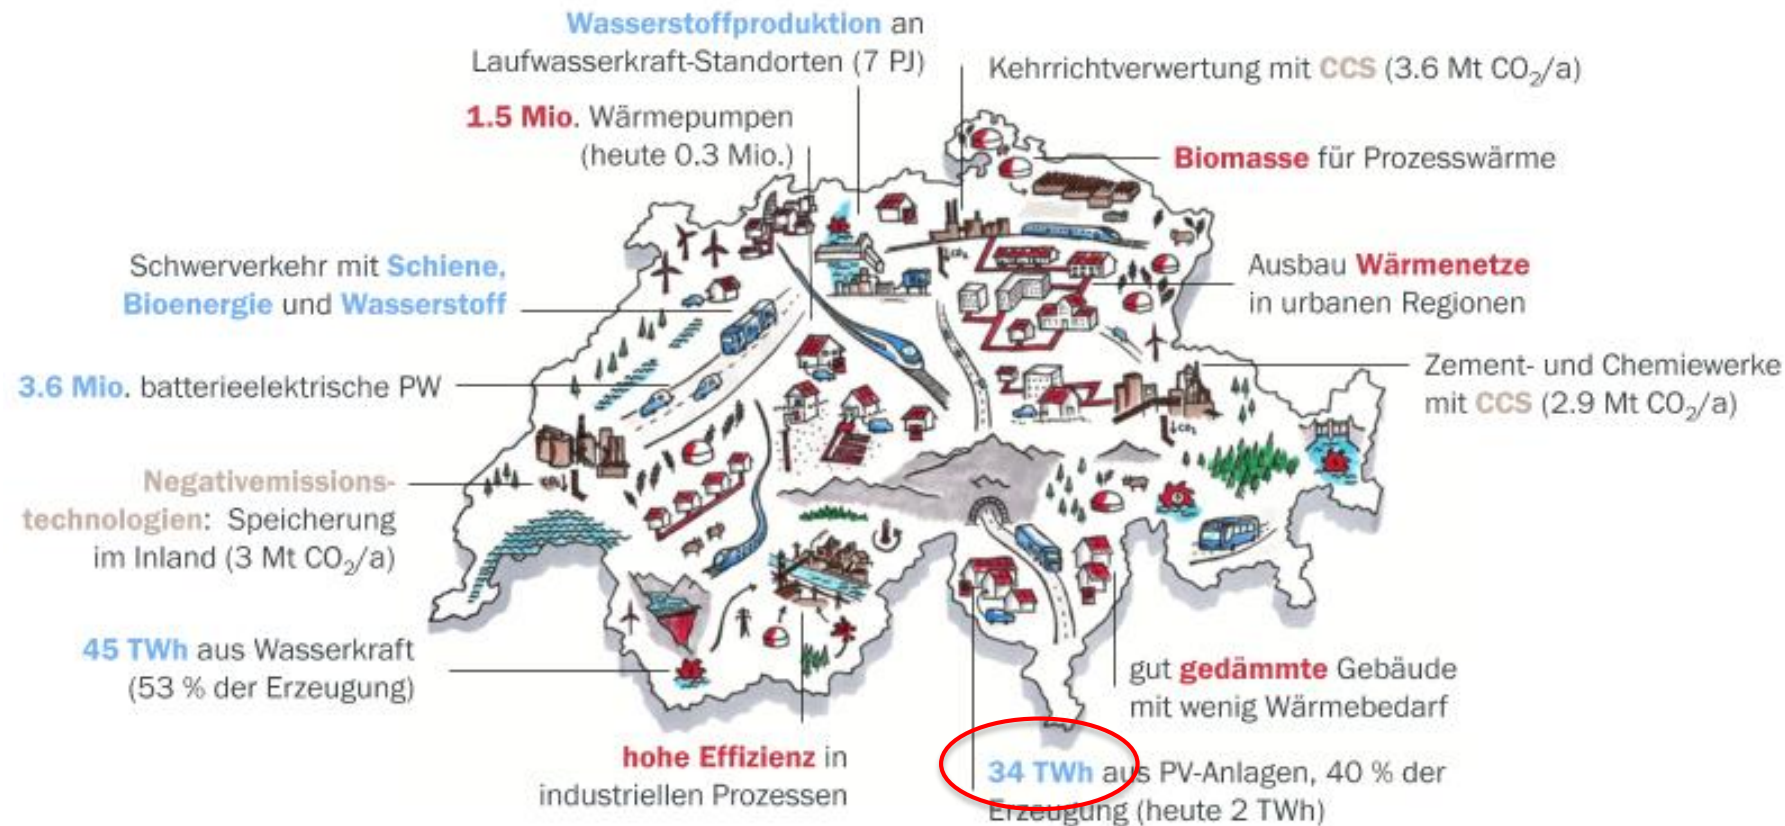 Wasserstoffproduktion an
Laufwasserkraft-Standorten (7 PJ)
Kehrrichtverwertung mit CCS (3.6 Mt CO₂/a)
1.5 Mio. Wärmepumpen
(heute 0.3 Mio.)
Biomasse für Prozesswärme
Schwerverkehr mit Schiene,
Bioenergie und Wasserstoff
Ausbau Wärmenetze
in urbanen Regionen
3.6 Mio. batterieelektrische PW
Zement- und Chemiewerke
mit CCS (2.9 Mt CO₂/a)
Negativemissions-
technologien: Speicherung
im Inland (3 Mt CO₂/a)
45 TWh aus Wasserkraft
(53 % der Erzeugung)
gut gedämmte Gebäude
mit wenig Wärmebedarf
hohe Effizienz in
industriellen Prozessen
34 TWh aus PV-Anlagen, 40 % der
Erzeugung (heute 2 TWh)
CO₂
CO₂